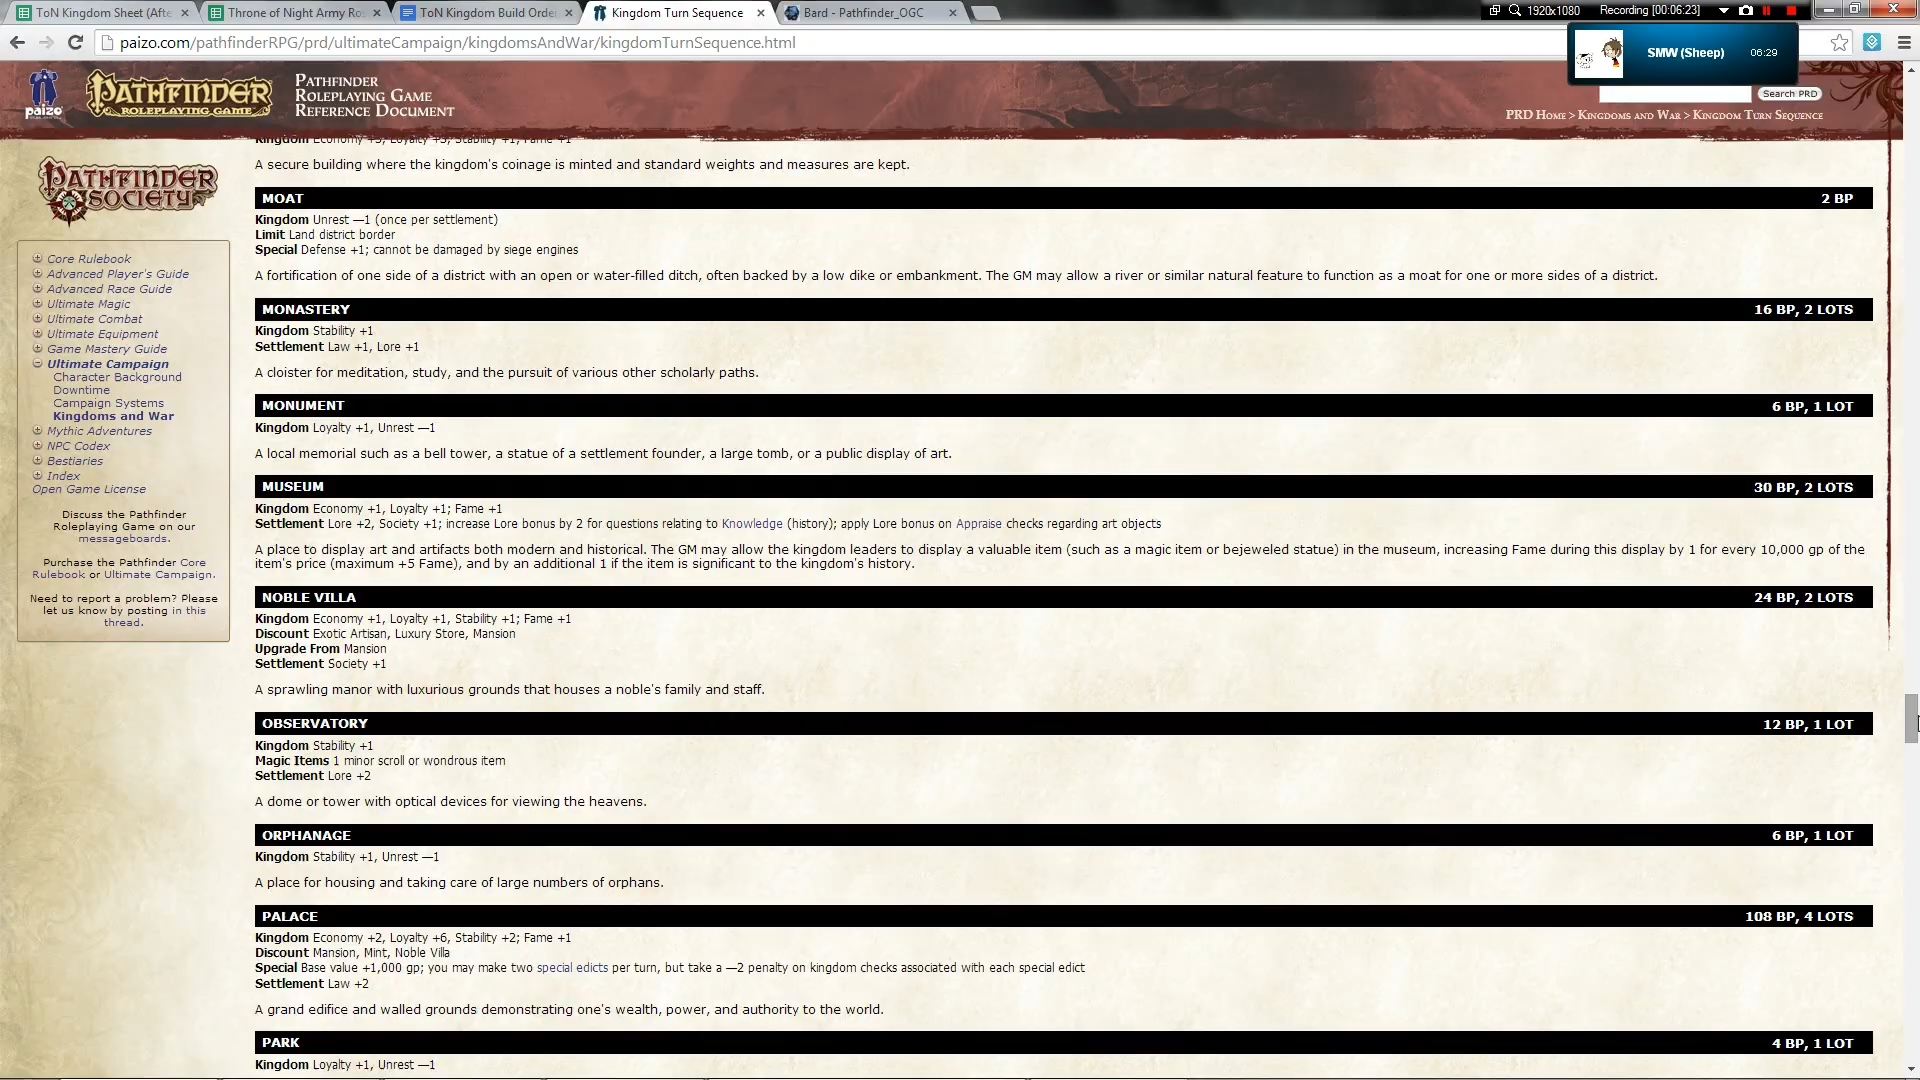 ToN Kingdom Sheet (Afte
Throne of Night Army Ros
ToN Kingdom Build Orde
Kingdom Turn Sequence
Bard - Pathfinder_OGC
1920x1080
Recording [00:06:23]
paizo.com/pathfinderRPG/prd/ultimateCampaign/kingdomsAndWar/kingdomTurnSequence.html
SMW (Sheep)
06:29
paizo
PATHFINDER
ROLEPLAYING GAME
PATHFINDER
ROLEPLAYING GAME
REFERENCE DOCUMENT
Search PRD
PRD HOME > KINGDOMS AND WAR > KINGDOM TURN SEQUENCE
PATHFINDER
SOCIETY
Core Rulebook
Advanced Player's Guide
Advanced Race Guide
Ultimate Magic
Ultimate Combat
Ultimate Equipment
Game Mastery Guide
Ultimate Campaign
Character Background
Downtime
Campaign Systems
Kingdoms and War
Mythic Adventures
NPC Codex
Bestiaries
Index
Open Game License
Discuss the Pathfinder
Roleplaying Game on our
messageboards.
Purchase the Pathfinder Core
Rulebook or Ultimate Campaign.
Need to report a problem? Please
let us know by posting in this
thread.
Kingdom Economy +3, Loyalty +3, Stability +1; Fame +1
A secure building where the kingdom's coinage is minted and standard weights and measures are kept.
MOAT 2 BP
Kingdom Unrest —1 (once per settlement)
Limit Land district border
Special Defense +1; cannot be damaged by siege engines
A fortification of one side of a district with an open or water-filled ditch, often backed by a low dike or embankment. The GM may allow a river or similar natural feature to function as a moat for one or more sides of a district.
MONASTERY 16 BP, 2 LOTS
Kingdom Stability +1
Settlement Law +1, Lore +1
A cloister for meditation, study, and the pursuit of various other scholarly paths.
MONUMENT 6 BP, 1 LOT
Kingdom Loyalty +1, Unrest —1
A local memorial such as a bell tower, a statue of a settlement founder, a large tomb, or a public display of art.
MUSEUM 30 BP, 2 LOTS
Kingdom Economy +1, Loyalty +1; Fame +1
Settlement Lore +2, Society +1; increase Lore bonus by 2 for questions relating to Knowledge (history); apply Lore bonus on Appraise checks regarding art objects
A place to display art and artifacts both modern and historical. The GM may allow the kingdom leaders to display a valuable item (such as a magic item or bejeweled statue) in the museum, increasing Fame during this display by 1 for every 10,000 gp of the
item's price (maximum +5 Fame), and by an additional 1 if the item is significant to the kingdom's history.
NOBLE VILLA 24 BP, 2 LOTS
Kingdom Economy +1, Loyalty +1, Stability +1; Fame +1
Discount Exotic Artisan, Luxury Store, Mansion
Upgrade From Mansion
Settlement Society +1
A sprawling manor with luxurious grounds that houses a noble's family and staff.
OBSERVATORY 12 BP, 1 LOT
Kingdom Stability +1
Magic Items 1 minor scroll or wondrous item
Settlement Lore +2
A dome or tower with optical devices for viewing the heavens.
ORPHANAGE 6 BP, 1 LOT
Kingdom Stability +1, Unrest —1
A place for housing and taking care of large numbers of orphans.
PALACE 108 BP, 4 LOTS
Kingdom Economy +2, Loyalty +6, Stability +2; Fame +1
Discount Mansion, Mint, Noble Villa
Special Base value +1,000 gp; you may make two special edicts per turn, but take a —2 penalty on kingdom checks associated with each special edict
Settlement Law +2
A grand edifice and walled grounds demonstrating one's wealth, power, and authority to the world.
PARK 4 BP, 1 LOT
Kingdom Loyalty +1, Unrest —1